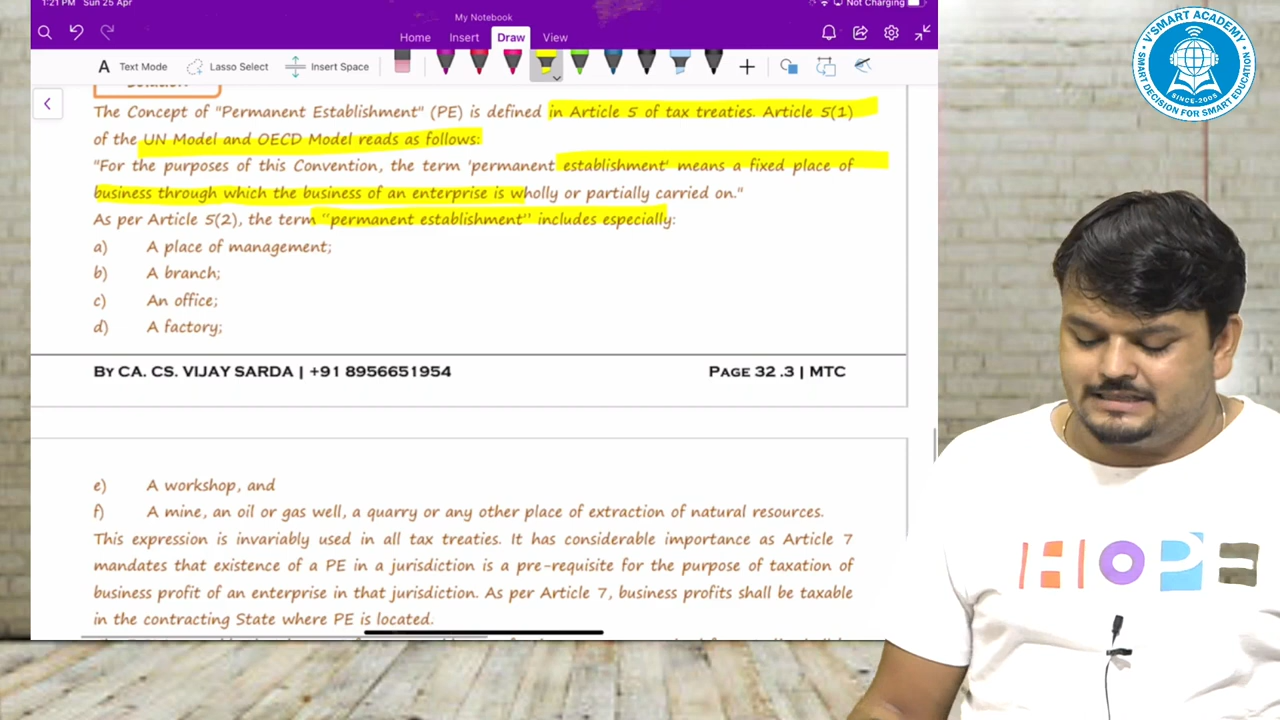 1:21 PM Sun 25 Apr
Not Charging
My Notebook
Home Insert Draw View
A Text Mode Lasso Select Insert Space
Solution
The Concept of "Permanent Establishment" (PE) is defined in Article 5 of tax treaties. Article 5(1)
of the UN Model and OECD Model reads as follows:
"For the purposes of this Convention, the term 'permanent establishment' means a fixed place of
business through which the business of an enterprise is wholly or partially carried on."
As per Article 5(2), the term "permanent establishment" includes especially:
a) A place of management;
b) A branch;
c) An office;
d) A factory;
BY CA. CS. VIJAY SARDA | +91 8956651954 PAGE 32 .3 | MTC
e) A workshop, and
f) A mine, an oil or gas well, a quarry or any other place of extraction of natural resources.
This expression is invariably used in all tax treaties. It has considerable importance as Article 7
mandates that existence of a PE in a jurisdiction is a pre-requisite for the purpose of taxation of
business profit of an enterprise in that jurisdiction. As per Article 7, business profits shall be taxable
in the contracting State where PE is located.
V'SMART ACADEMY
SINCE-2008
SMART DECISION FOR SMART EDUCATION
HOPE